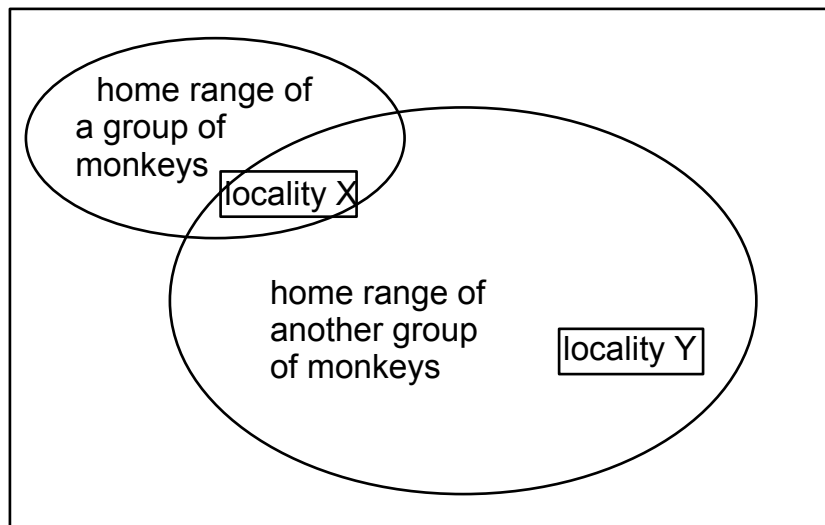 home range of
a group of
monkeys
locality X
home range of
another group
of monkeys
locality Y